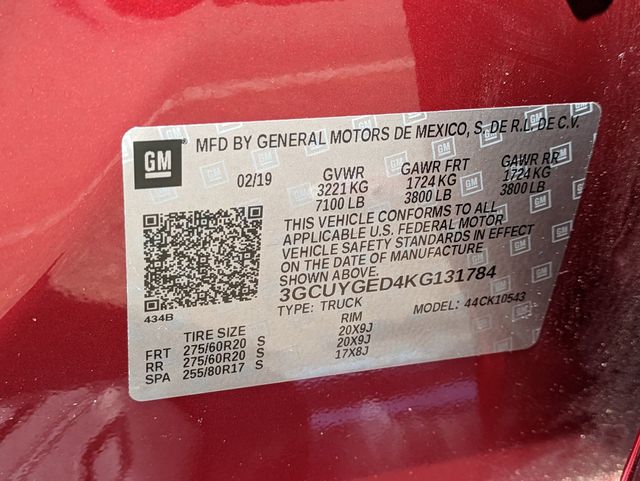 GM MFD BY GENERAL MOTORS DE MEXICO, S. DE R.L. DE C.V.
02/19 GVWR GAWR FRT GAWR RR
3221 KG 1724 KG 1724 KG
7100 LB 3800 LB 3800 LB
THIS VEHICLE CONFORMS TO ALL
APPLICABLE U.S. FEDERAL MOTOR
VEHICLE SAFETY STANDARDS IN EFFECT
ON THE DATE OF MANUFACTURE
SHOWN ABOVE.
3GCUYGED4KG131784
434B TYPE: TRUCK MODEL: 44CK10543
TIRE SIZE RIM
FRT 275/60R20 S 20X9J
RR 275/60R20 S 20X9J
SPA 255/80R17 S 17X8J